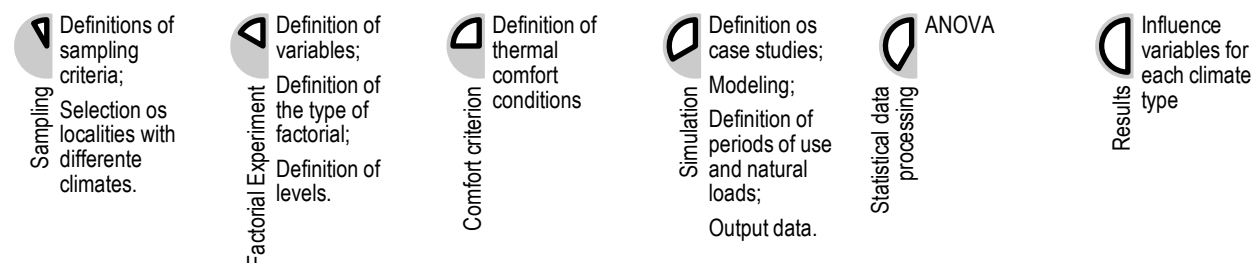 Sampling
Definitions of
sampling
criteria;
Selection os
localities with
differente
climates.
Factorial Experiment
Definition of
variables;
Definition of
the type of
factorial;
Definition of
levels.
Comfort criterion
Definition of
thermal
comfort
conditions
Simulation
Definition os
case studies;
Modeling;
Definition of
periods of use
and natural
loads;
Output data.
Statistical data
processing
ANOVA
Results
Influence
variables for
each climate
type